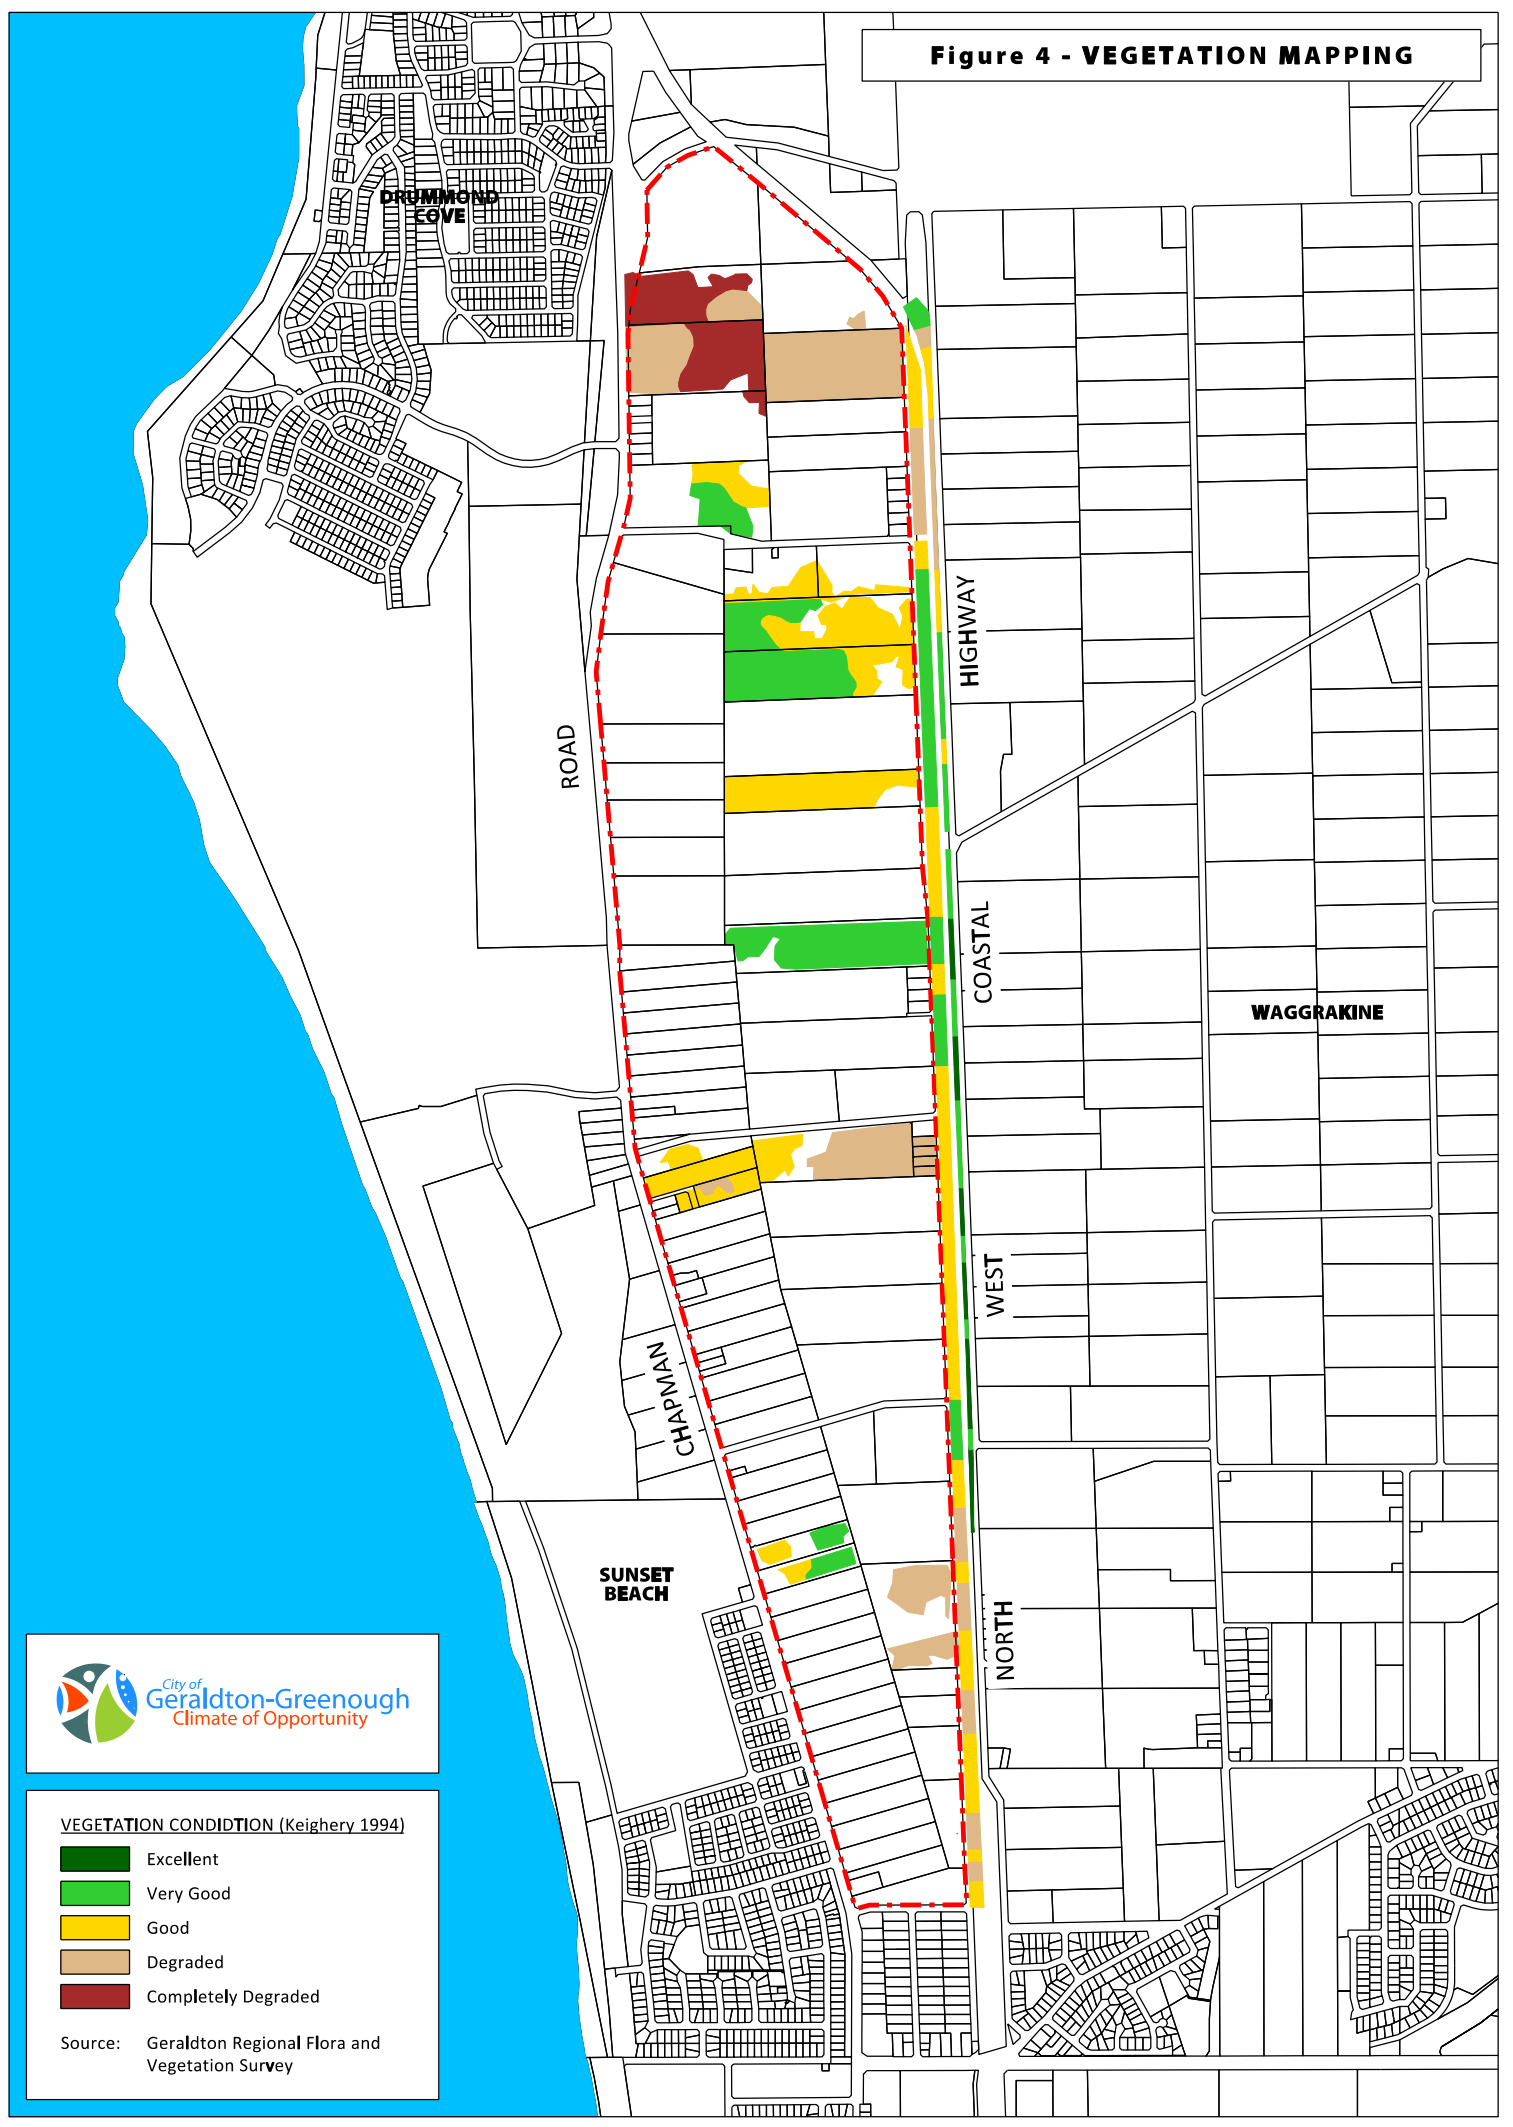 Figure 4 - VEGETATION MAPPING
DRUMMOND
COVE
HIGHWAY
ROAD
COASTAL
WAGGRAKINE
WEST
CHAPMAN
SUNSET
BEACH
NORTH
City of
Geraldton-Greenough
Climate of Opportunity
VEGETATION CONDIDTION (Keighery 1994)
Excellent
Very Good
Good
Degraded
Completely Degraded
Source: Geraldton Regional Flora and
Vegetation Survey